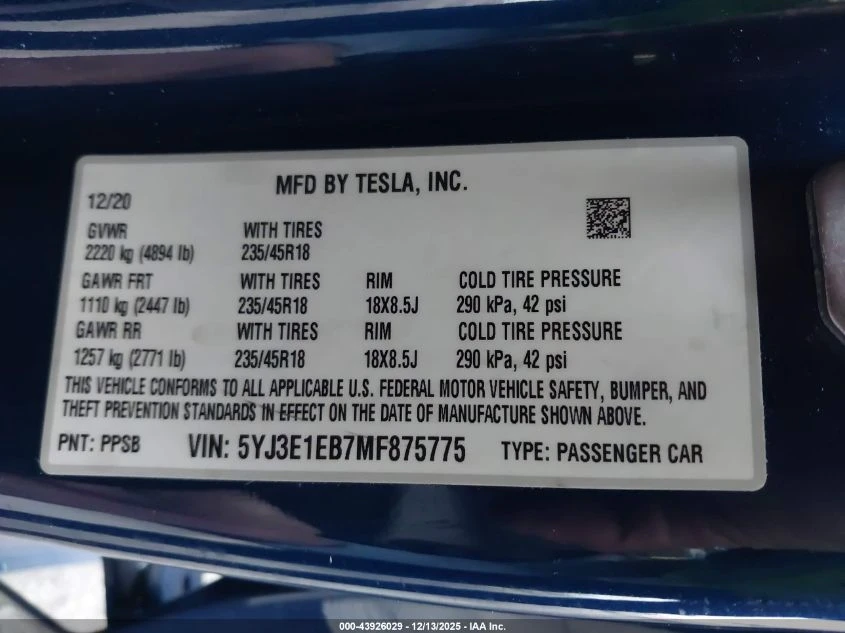 MFD BY TESLA, INC.
12/20
GVWR WITH TIRES
2220 kg (4894 lb) 235/45R18
GAWR FRT WITH TIRES RIM COLD TIRE PRESSURE
1110 kg (2447 lb) 235/45R18 18X8.5J 290 kPa, 42 psi
GAWR RR WITH TIRES RIM COLD TIRE PRESSURE
1257 kg (2771 lb) 235/45R18 18X8.5J 290 kPa, 42 psi
THIS VEHICLE CONFORMS TO ALL APPLICABLE U.S. FEDERAL MOTOR VEHICLE SAFETY, BUMPER, AND
THEFT PREVENTION STANDARDS IN EFFECT ON THE DATE OF MANUFACTURE SHOWN ABOVE.
PNT: PPSB VIN: 5YJ3E1EB7MF875775 TYPE: PASSENGER CAR
000-43926029 - 12/13/2025 - IAA Inc.